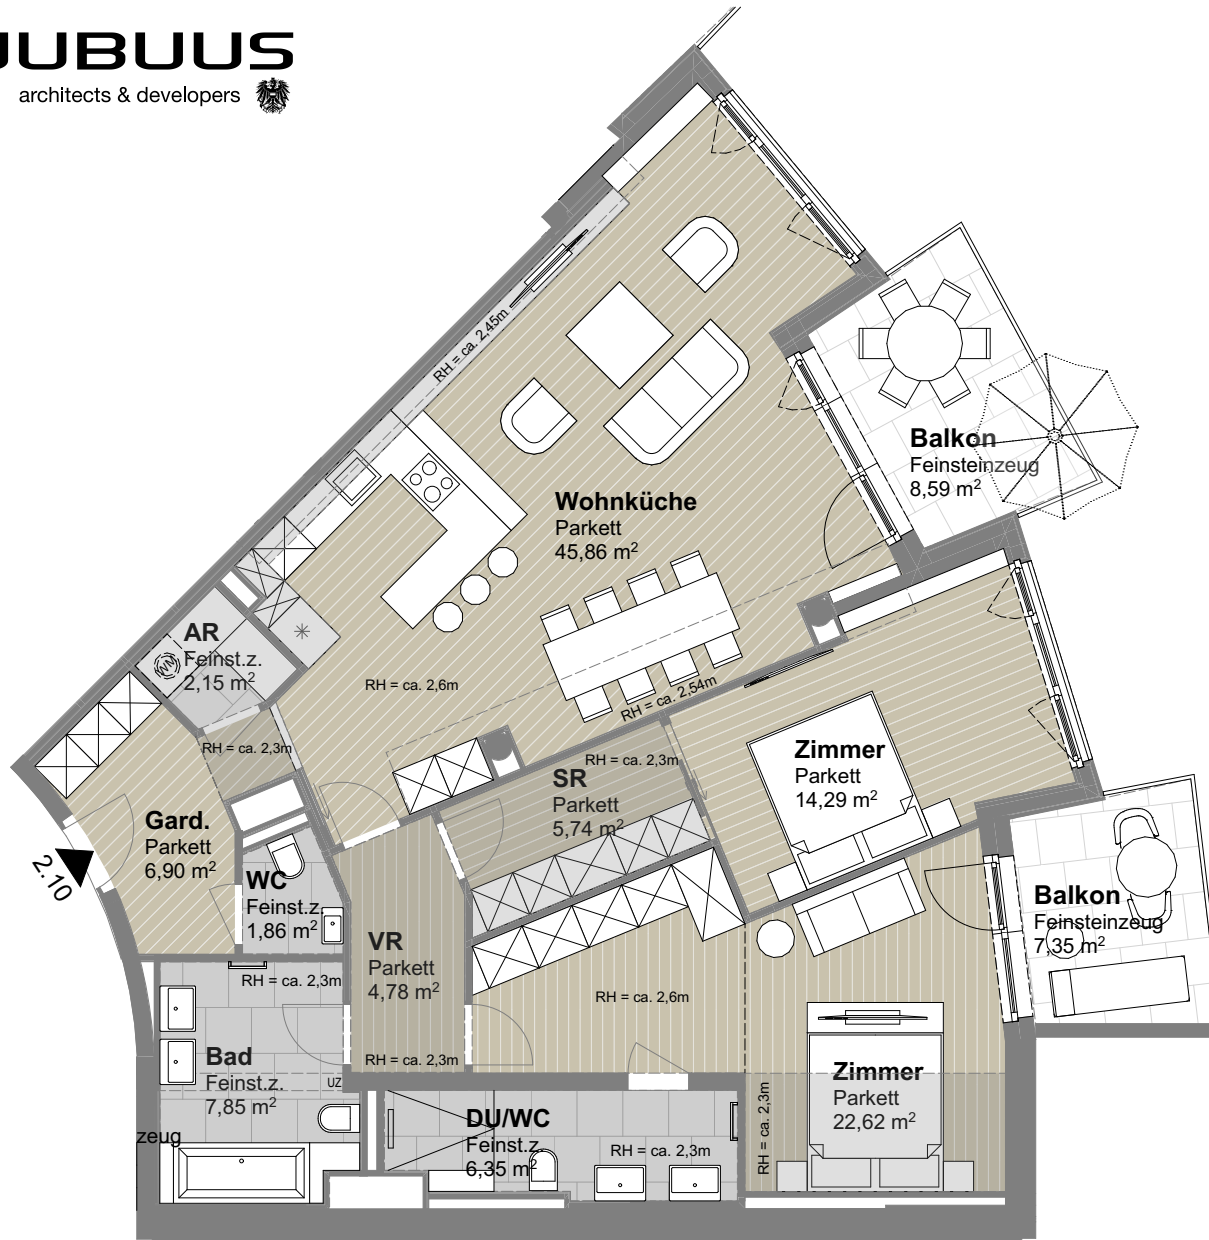 JUBUUS
architects & developers
RH = ca. 2,45m
Balkon
Feinsteinzeug
8,59 m²
Wohnküche
Parkett
45,86 m²
AR
Feinst.z.
2,15 m²
WM
RH = ca. 2,6m
RH = ca. 2,54m
RH = ca. 2,3m
RH = ca. 2,3m
SR
Parkett
5,74 m²
Zimmer
Parkett
14,29 m²
Gard.
Parkett
6,90 m²
2.10
WC
Feinst.z.
1,86 m²
VR
Parkett
4,78 m²
Balkon
Feinsteinzeug
7,35 m²
RH = ca. 2,3m
RH = ca. 2,6m
Bad
Feinst.z.
7,85 m²
RH = ca. 2,3m
UZ
Zimmer
Parkett
22,62 m²
RH = ca. 2,3m
DU/WC
Feinst.z.
6,35 m²
RH = ca. 2,3m
zeug